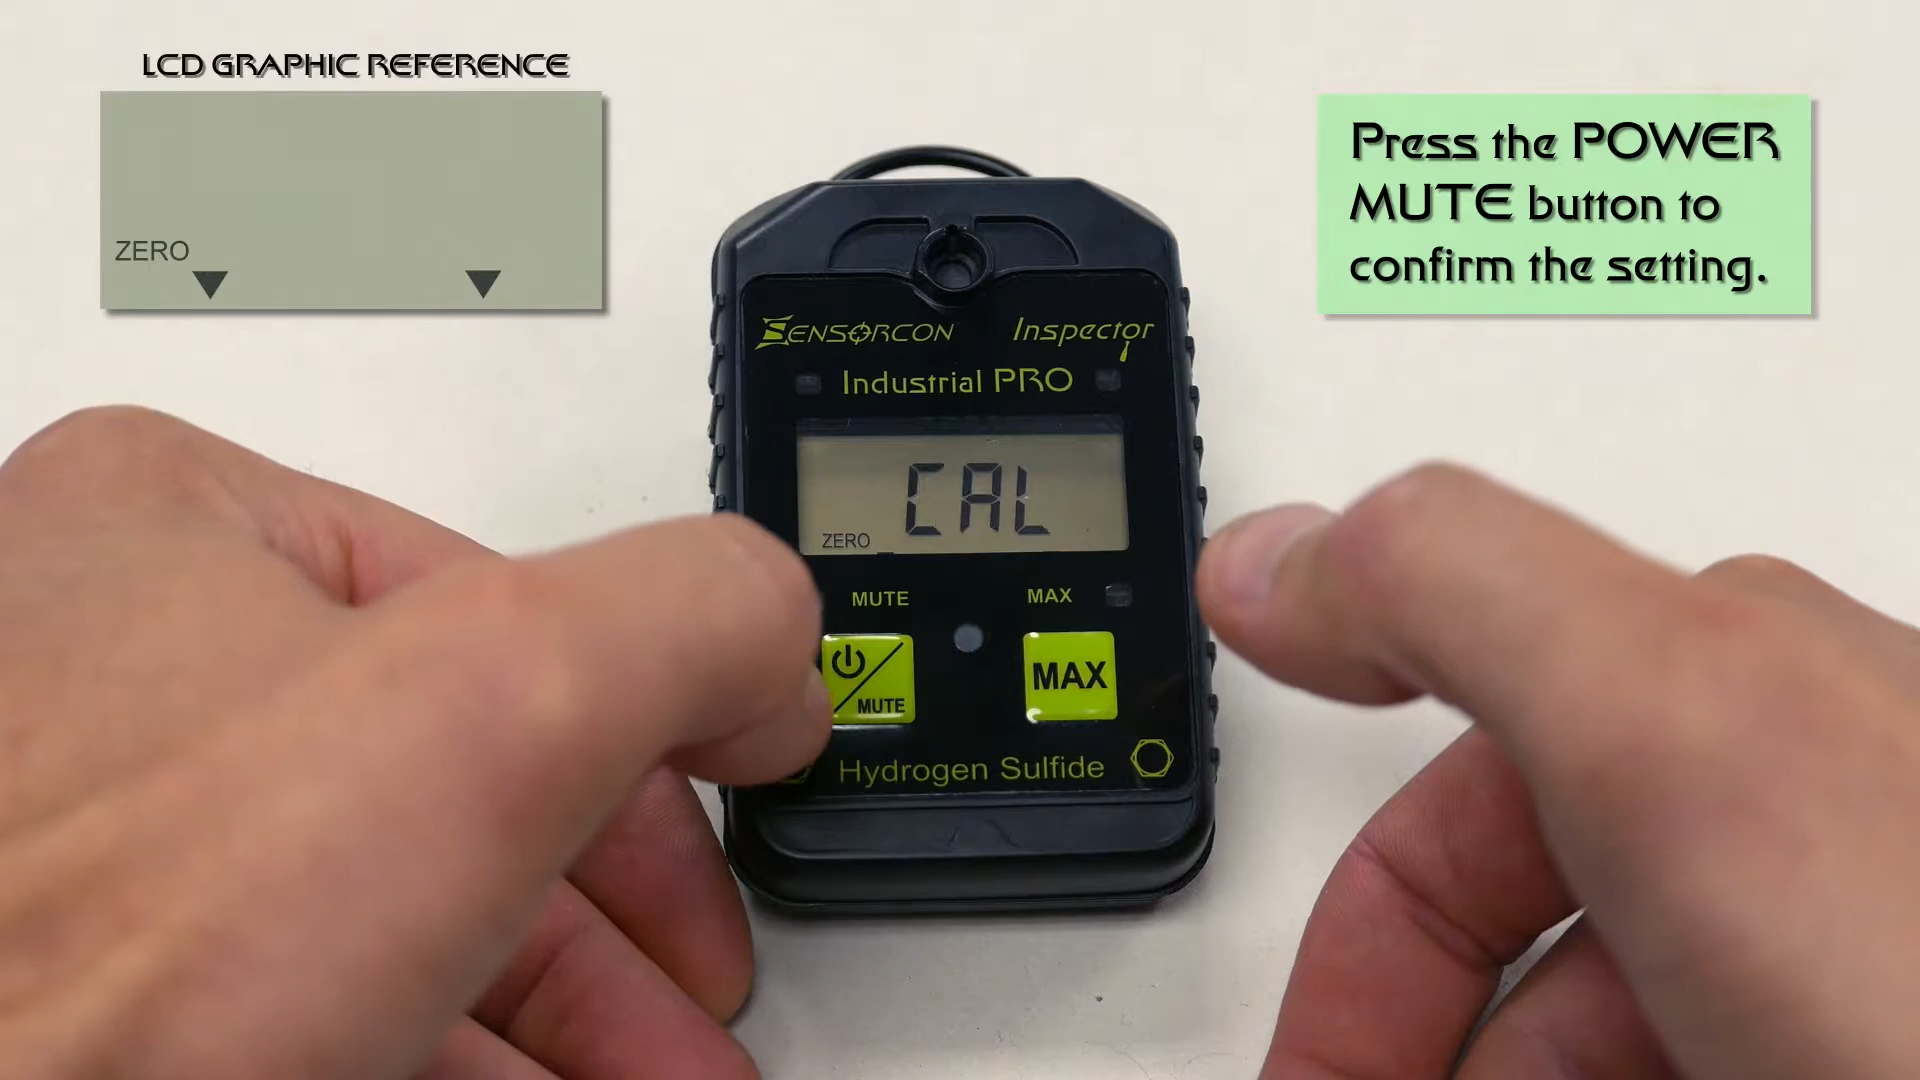 LCD GRAPHIC REFERENCE
ZERO
Press the POWER
MUTE button to
confirm the setting.
SENSORCON Inspector
Industrial PRO
CAL
ZERO
MUTE MAX
MUTE
MAX
Hydrogen Sulfide